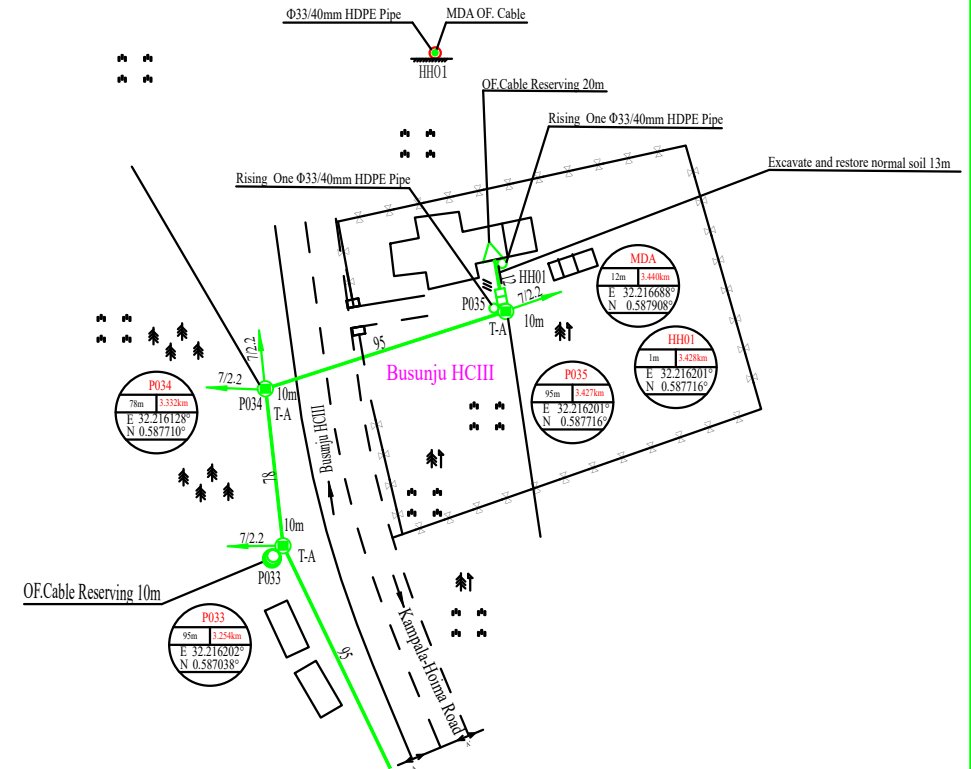 Φ33/40mm HDPE Pipe
MDA OF. Cable
HH01
OF.Cable Reserving 20m
Rising One Φ33/40mm HDPE Pipe
Excavate and restore normal soil 13m
Rising One Φ33/40mm HDPE Pipe
HH01
12
7/2.2
P035
T-A
10m
MDA
12m 3.440km
E 32.216688°
N 0.587908°
HH01
1m 3.428km
E 32.216201°
N 0.587716°
95
Busunju HCIII
P035
95m 3.427km
E 32.216201°
N 0.587716°
7/2.2
7/2.2
10m
P034
T-A
P034
78m 3.332km
E 32.216128°
N 0.587710°
Busunju HCIII
78
10m
7/2.2
T-A
P033
OF.Cable Reserving 10m
P033
95m 3.254km
E 32.216202°
N 0.587038°
95
Kampala-Hoima Road